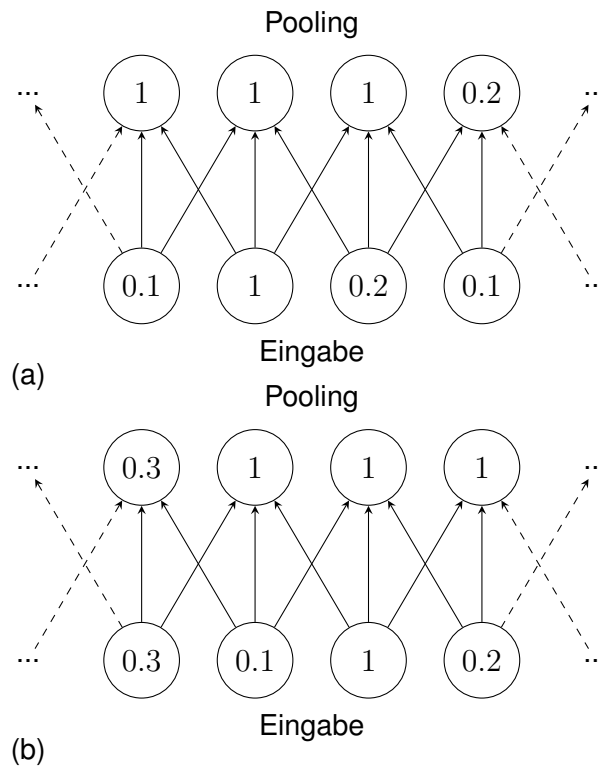 Pooling
... 1 1 1 0.2 ..
... 0.1 1 0.2 0.1 ..
Eingabe
(a)
Pooling
... 0.3 1 1 1 ..
... 0.3 0.1 1 0.2 ..
Eingabe
(b)